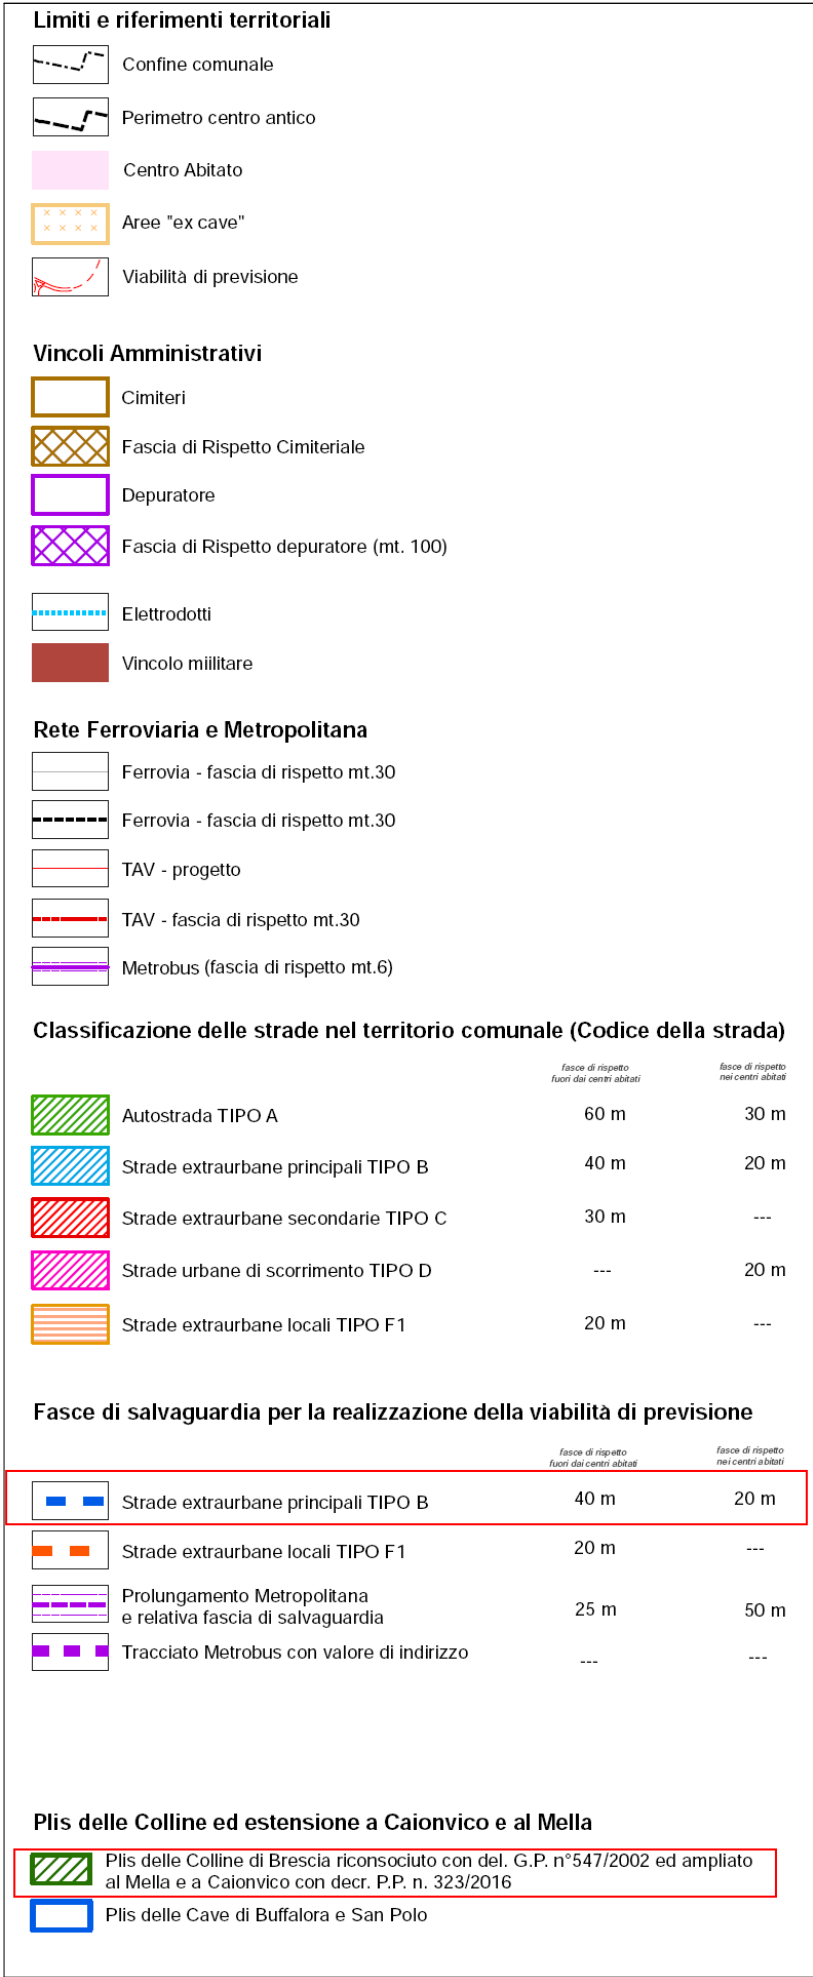 Limiti e riferimenti territoriali
Confine comunale
Perimetro centro antico
Centro Abitato
Aree "ex cave"
Viabilità di previsione
Vincoli Amministrativi
Cimiteri
Fascia di Rispetto Cimiteriale
Depuratore
Fascia di Rispetto depuratore (mt. 100)
Elettrodotti
Vincolo miilitare
Rete Ferroviaria e Metropolitana
Ferrovia - fascia di rispetto mt.30
Ferrovia - fascia di rispetto mt.30
TAV - progetto
TAV - fascia di rispetto mt.30
Metrobus (fascia di rispetto mt.6)
Classificazione delle strade nel territorio comunale (Codice della strada)
fasce di rispetto fasce di rispetto
fuori dai centri abitati nei centri abitati
Autostrada TIPO A 60 m 30 m
Strade extraurbane principali TIPO B 40 m 20 m
Strade extraurbane secondarie TIPO C 30 m ---
Strade urbane di scorrimento TIPO D --- 20 m
Strade extraurbane locali TIPO F1 20 m ---
Fasce di salvaguardia per la realizzazione della viabilità di previsione
fasce di rispetto fasce di rispetto
fuori dai centri abitati nei centri abitati
Strade extraurbane principali TIPO B 40 m 20 m
Strade extraurbane locali TIPO F1 20 m ---
Prolungamento Metropolitana
e relativa fascia di salvaguardia 25 m 50 m
Tracciato Metrobus con valore di indirizzo --- ---
Plis delle Colline ed estensione a Caionvico e al Mella
Plis delle Colline di Brescia riconsociuto con del. G.P. n°547/2002 ed ampliato
al Mella e a Caionvico con decr. P.P. n. 323/2016
Plis delle Cave di Buffalora e San Polo